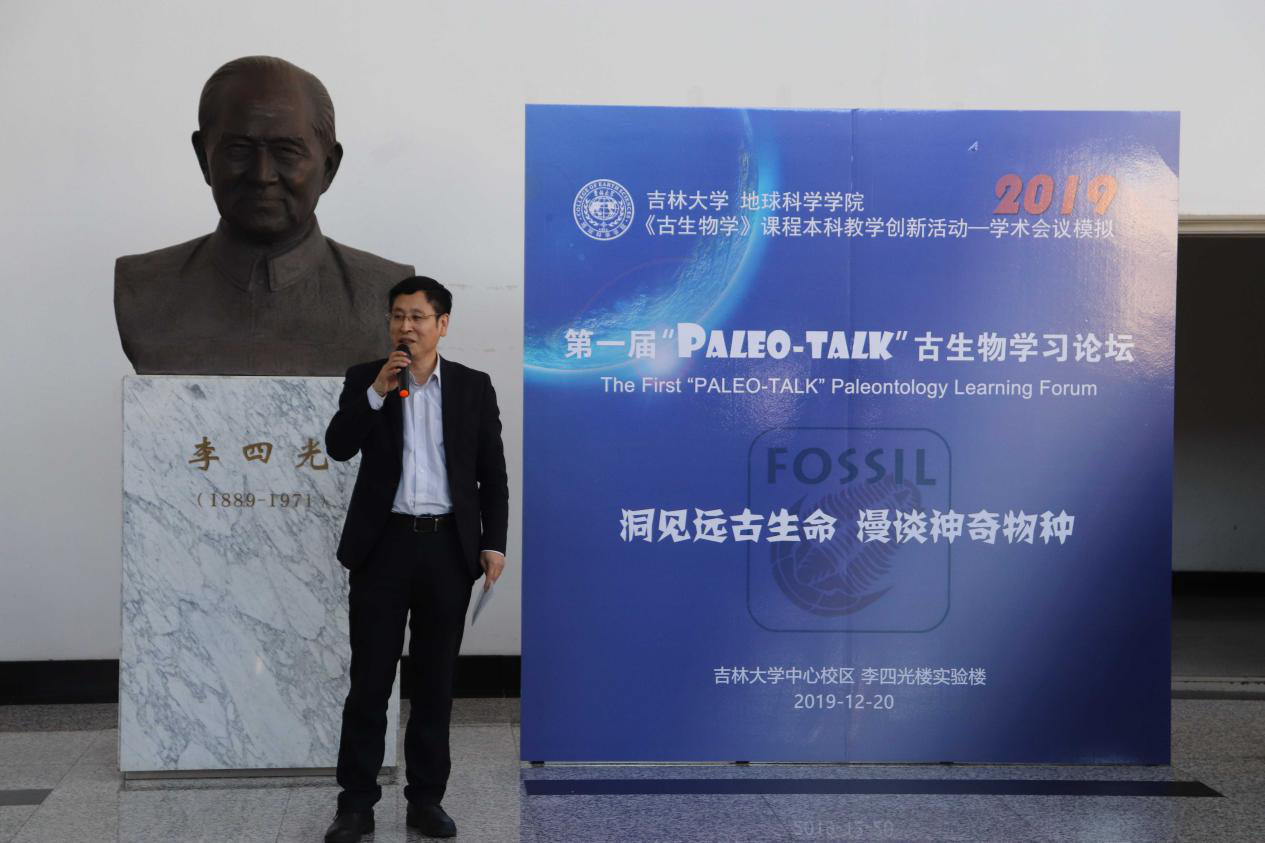 李四光
(1889-1971)
2019
吉林大学 地球科学学院
《古生物学》课程本科教学创新活动—学术会议模拟
第一届“PALEO-TALK”古生物学习论坛
The First “PALEO-TALK” Paleontology Learning Forum
FOSSIL
洞见远古生命 漫谈神奇物种
吉林大学中心校区 李四光楼实验楼
2019-12-20